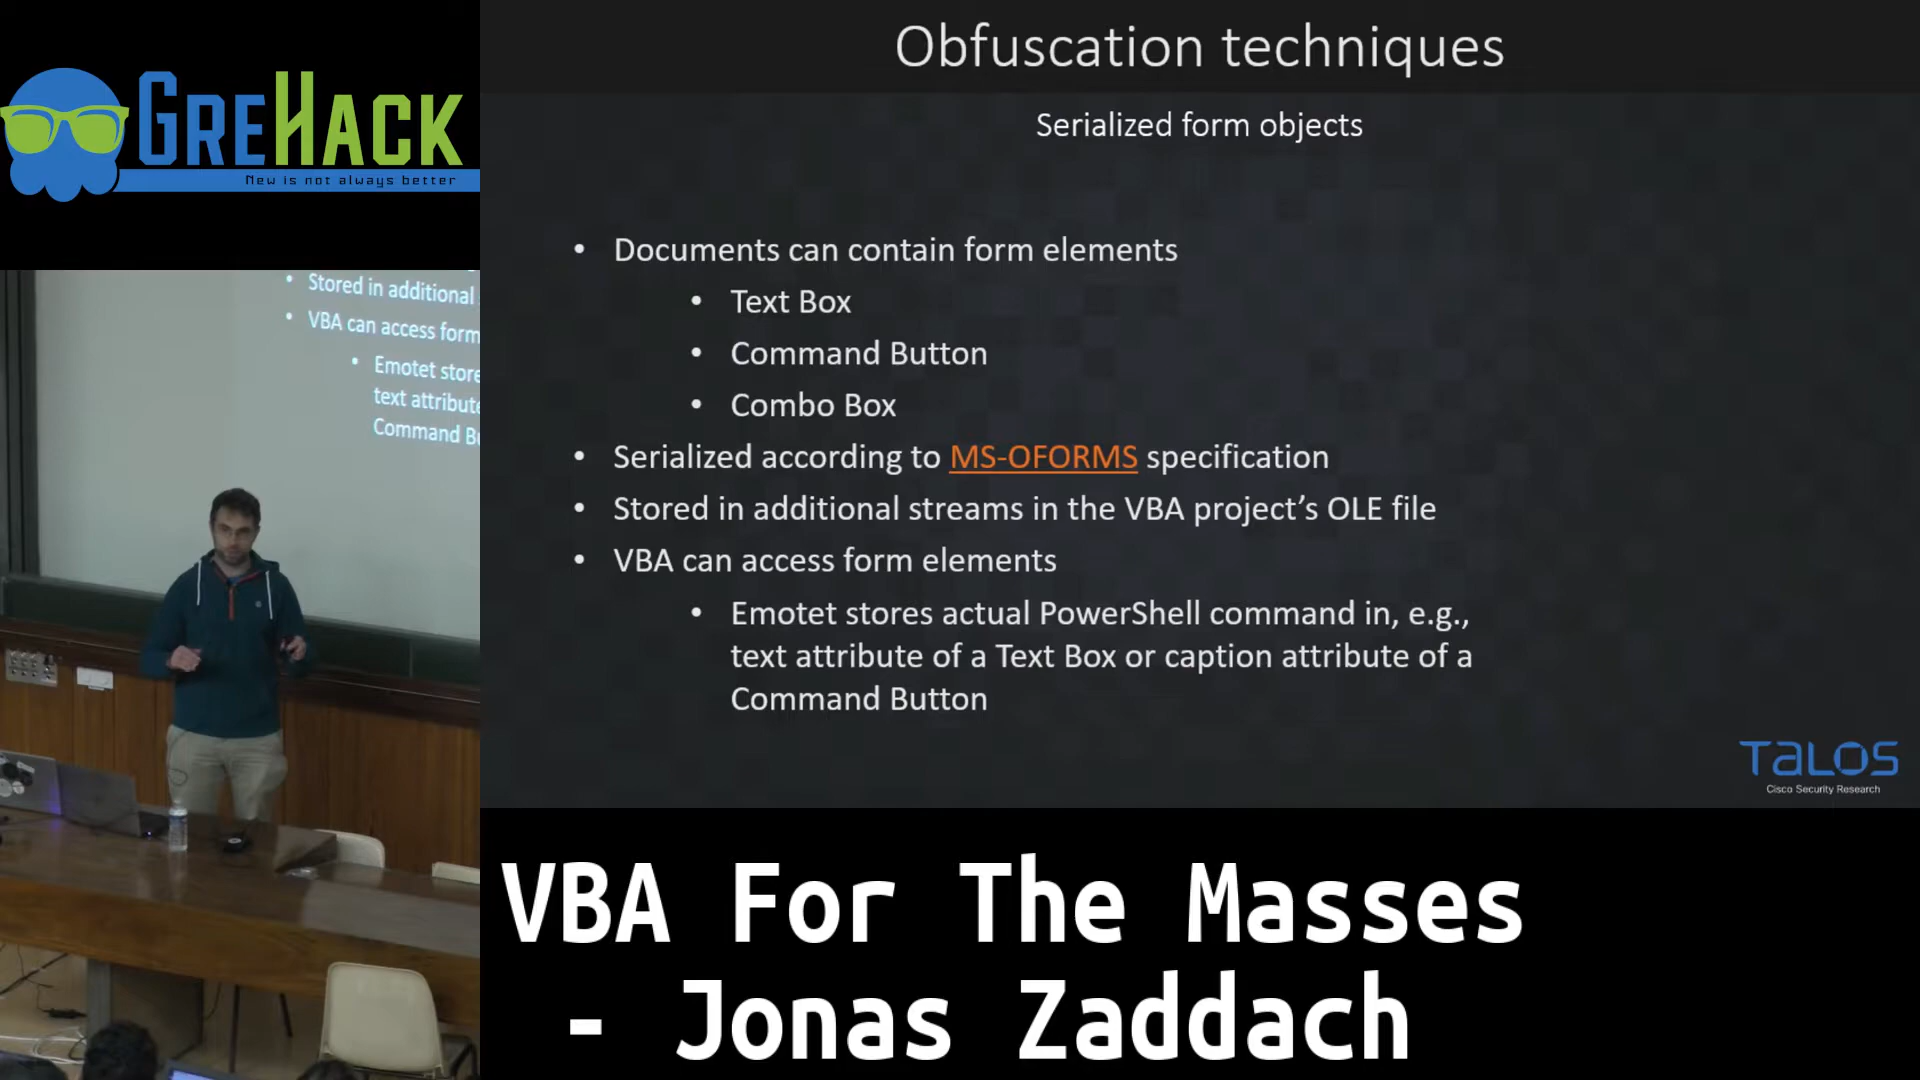 GREHACK
New is not always better
Stored in additional
VBA can access form
Emotet store
text attribute
Command Bu
Obfuscation techniques
Serialized form objects
• Documents can contain form elements
• Text Box
• Command Button
• Combo Box
• Serialized according to MS-OFORMS specification
• Stored in additional streams in the VBA project’s OLE file
• VBA can access form elements
• Emotet stores actual PowerShell command in, e.g.,
text attribute of a Text Box or caption attribute of a
Command Button
TALOS
Cisco Security Research
VBA For The Masses
- Jonas Zaddach